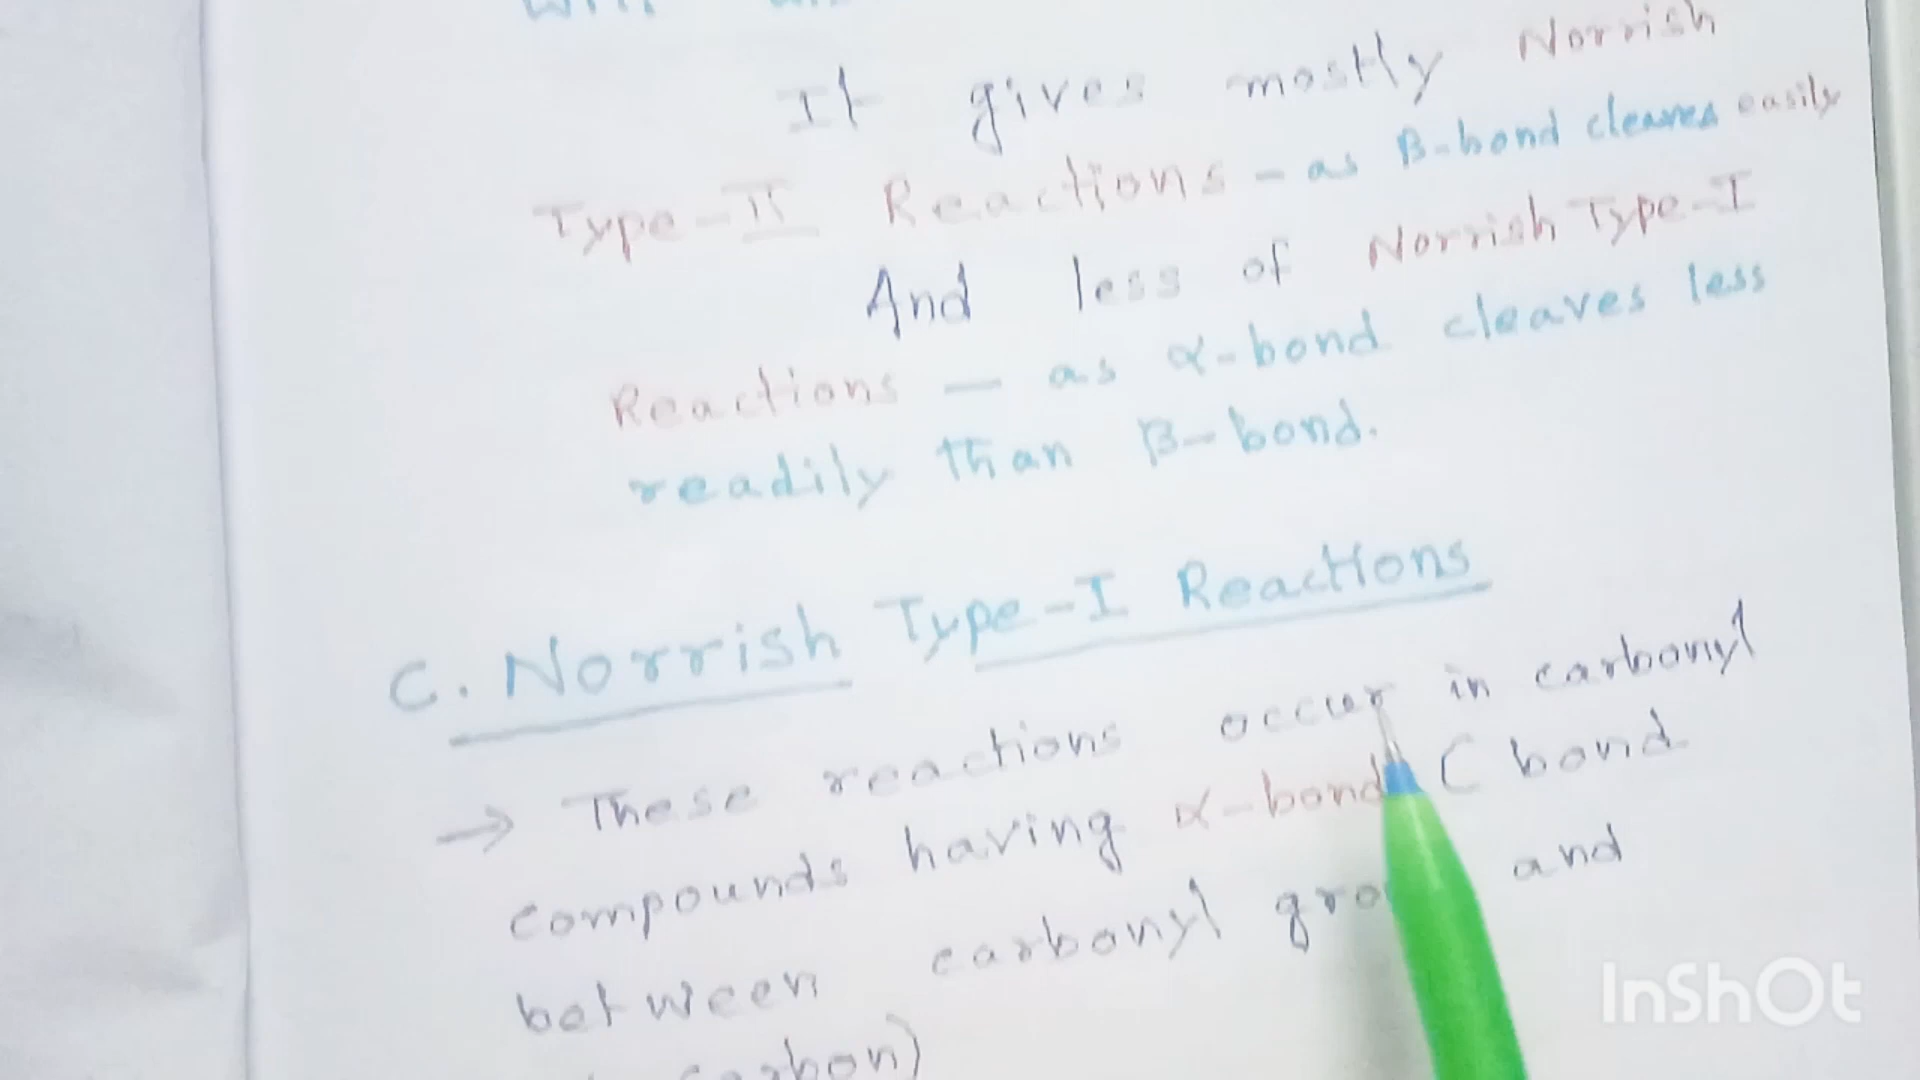 It gives mostly Norrish
Type-II Reactions - as β-bond cleaves easily
And less of Norrish Type-I
Reactions — as α-bond cleaves less
readily than β-bond.
C. Norrish Type-I Reactions
→ These reactions occur in carbonyl
compounds having α-bond ( bond
between carbonyl gro and
carbon)
InShOt